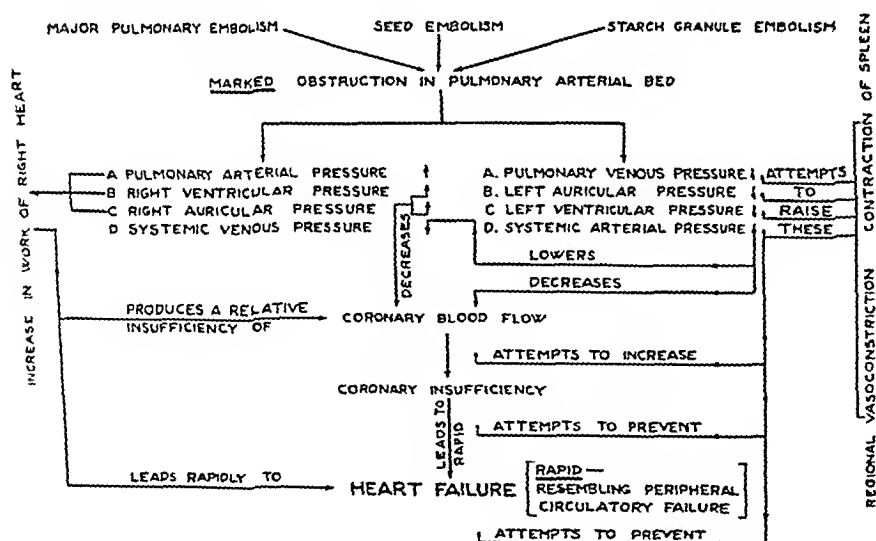 MAJOR PULMONARY EMBOLISM
SEED EMBOLISM
STARCH GRANULE EMBOLISM
MARKED OBSTRUCTION IN PULMONARY ARTERIAL BED
INCREASE IN WORK OF RIGHT HEART
A PULMONARY ARTERIAL PRESSURE
B RIGHT VENTRICULAR PRESSURE
C RIGHT AURICULAR PRESSURE
D SYSTEMIC VENOUS PRESSURE
A. PULMONARY VENOUS PRESSURE
B. LEFT AURICULAR PRESSURE
C LEFT VENTRICULAR PRESSURE
D. SYSTEMIC ARTERIAL PRESSURE
ATTEMPTS
TO
RAISE
THESE
REGIONAL VASOCONSTRICTION CONTRACTION OF SPLEEN
DECREASES
LOWERS
DECREASES
PRODUCES A RELATIVE
INSUFFICIENCY OF
CORONARY BLOOD FLOW
ATTEMPTS TO INCREASE
CORONARY INSUFFICIENCY
LEADS TO
RAPID
ATTEMPTS TO PREVENT
LEADS RAPIDLY TO
HEART FAILURE
RAPID —
RESEMBLING PERIPHERAL
CIRCULATORY FAILURE
ATTEMPTS TO PREVENT